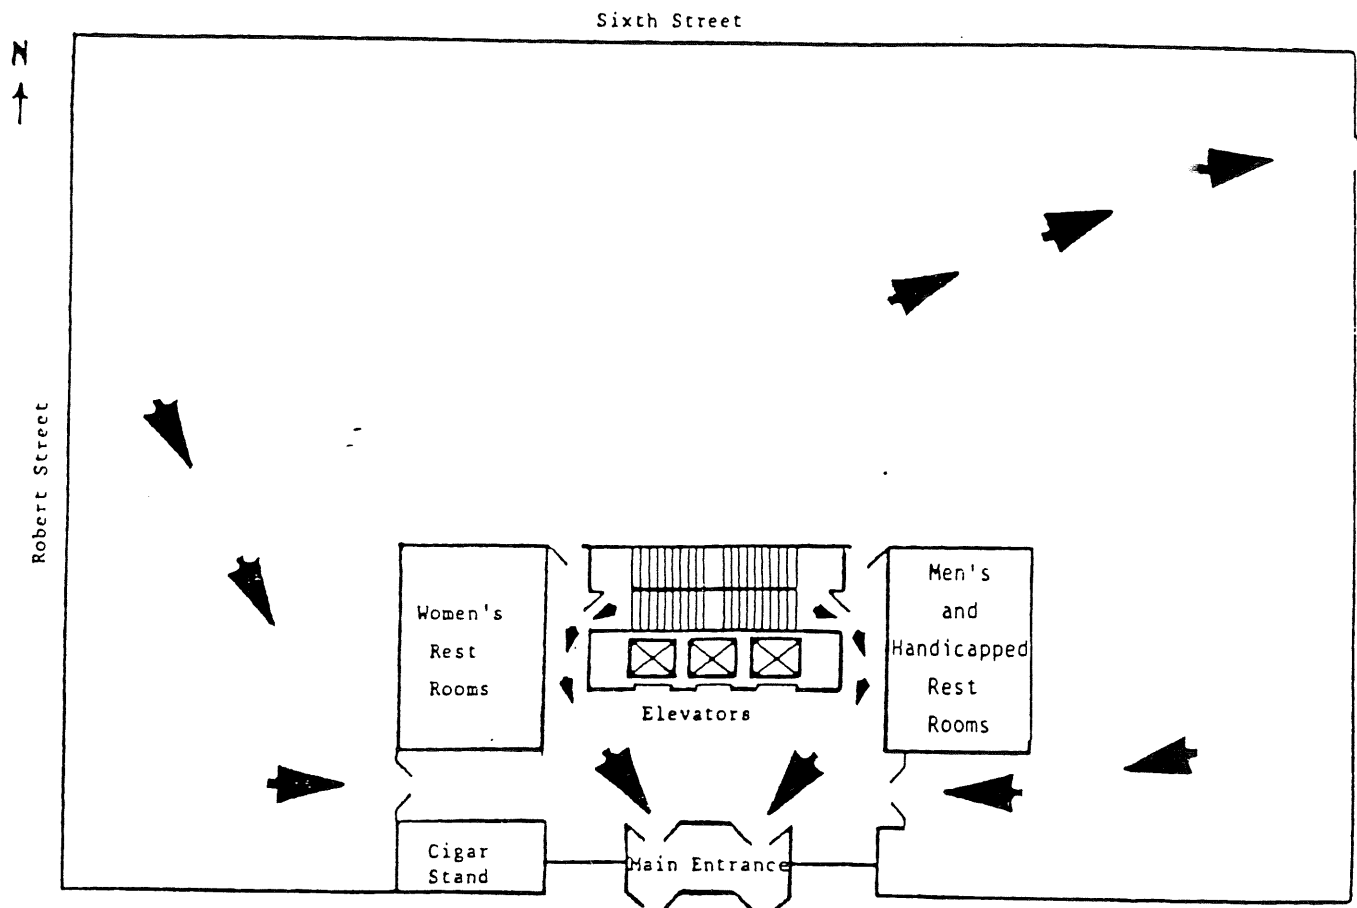 Sixth Street
N
Robert Street
Women's
Rest
Rooms
Men's
and
Handicapped
Rest
Rooms
Elevators
Cigar
Stand
Main Entrance